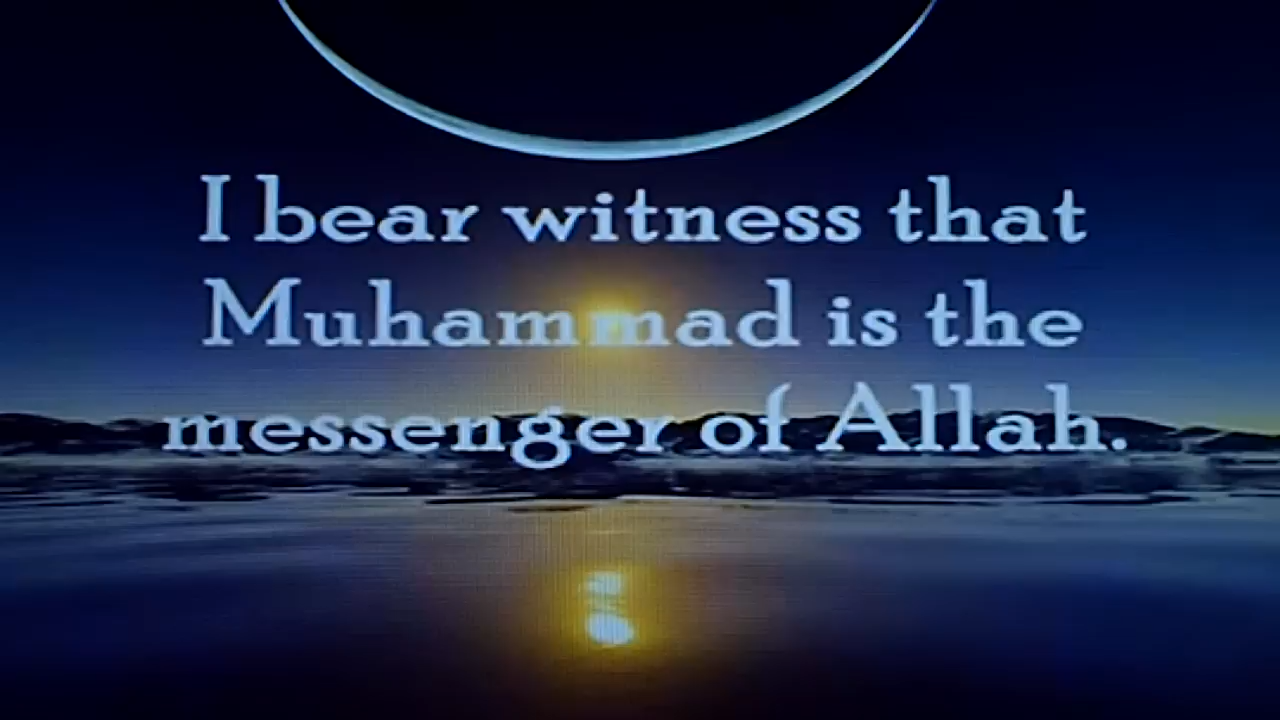 I bear witness that
Muhammad is the
messenger of Allah.